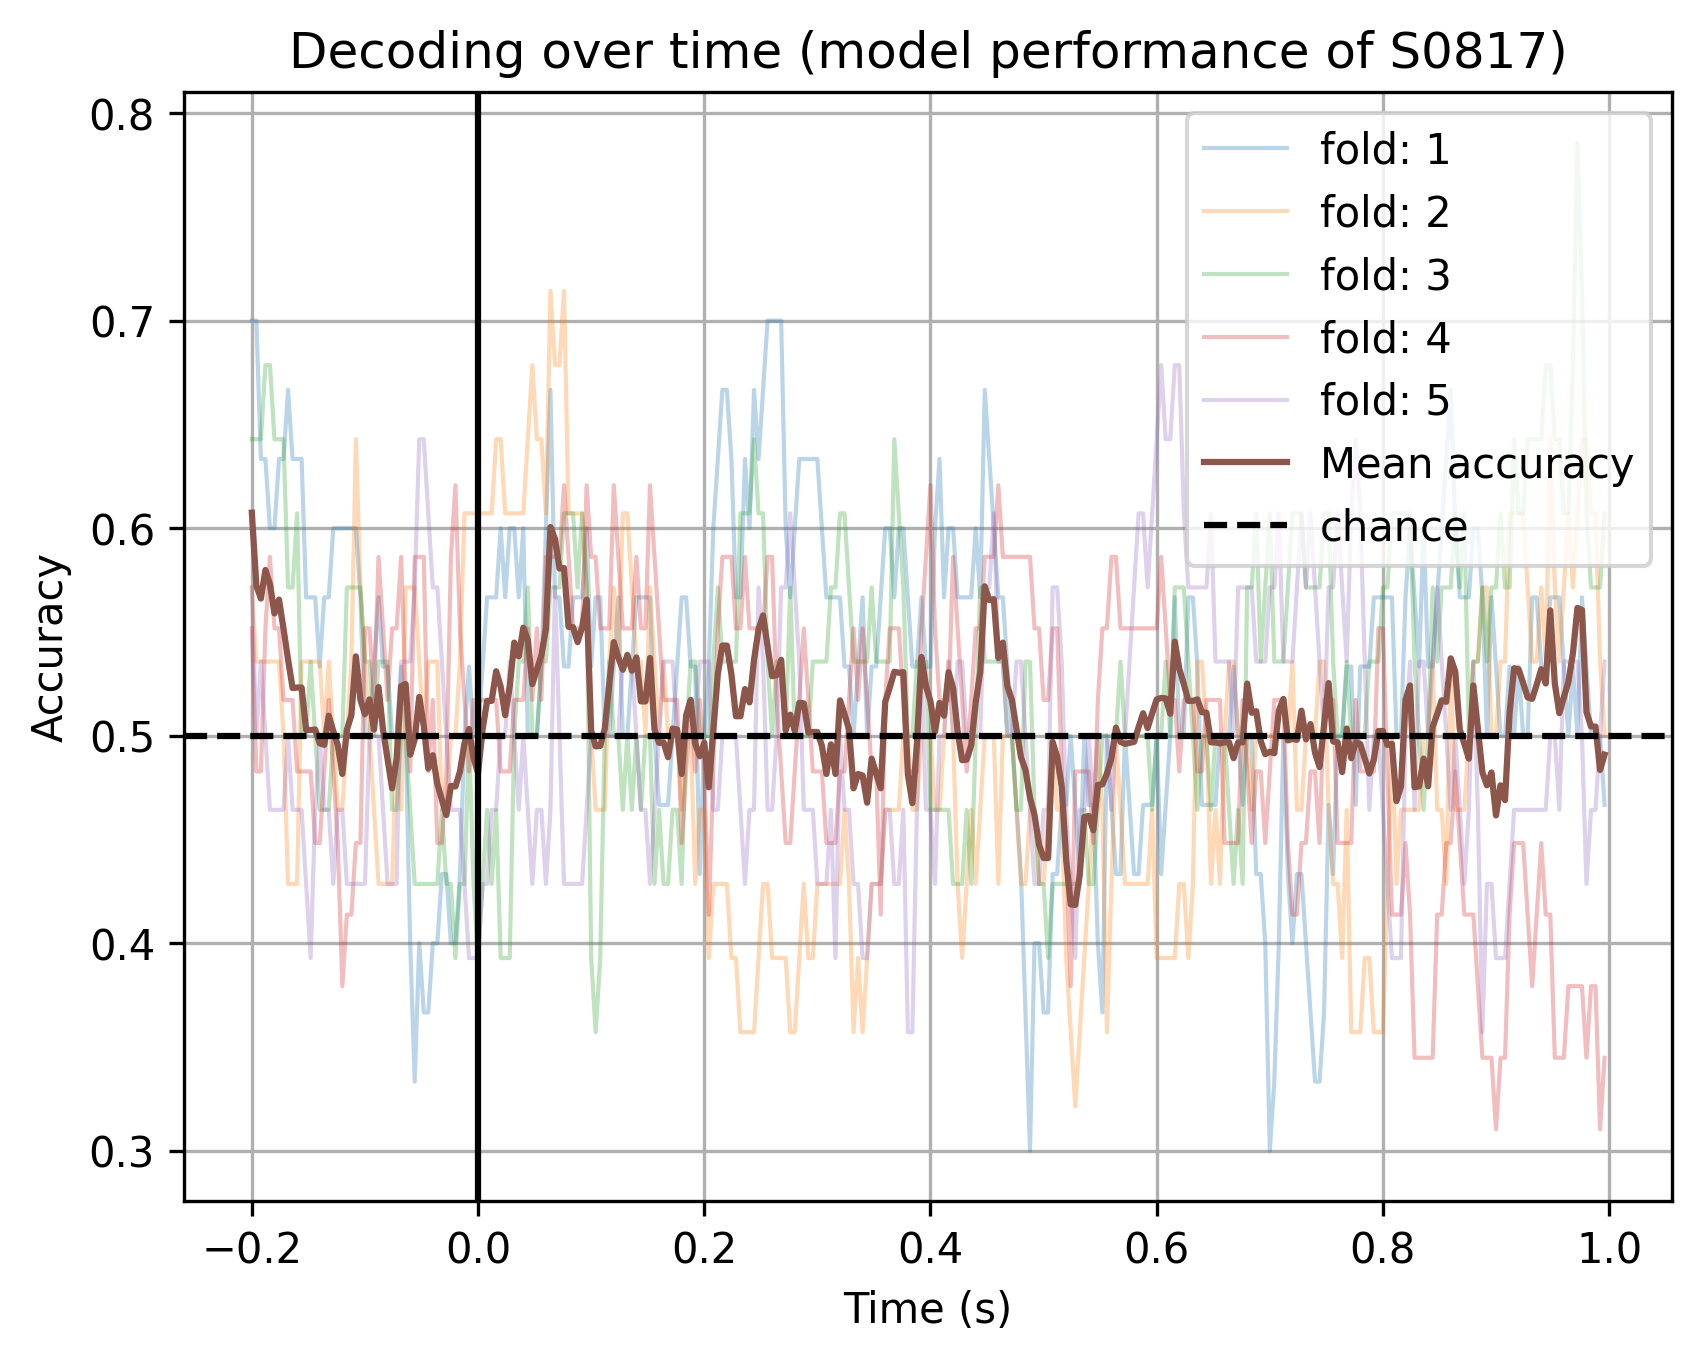 Decoding over time (model performance of S0817)
0.8
0.7
0.6
0.5
0.4
0.3
Accuracy
fold: 1
fold: 2
fold: 3
fold: 4
fold: 5
Mean accuracy
chance
−0.2 0.0 0.2 0.4 0.6 0.8 1.0
Time (s)